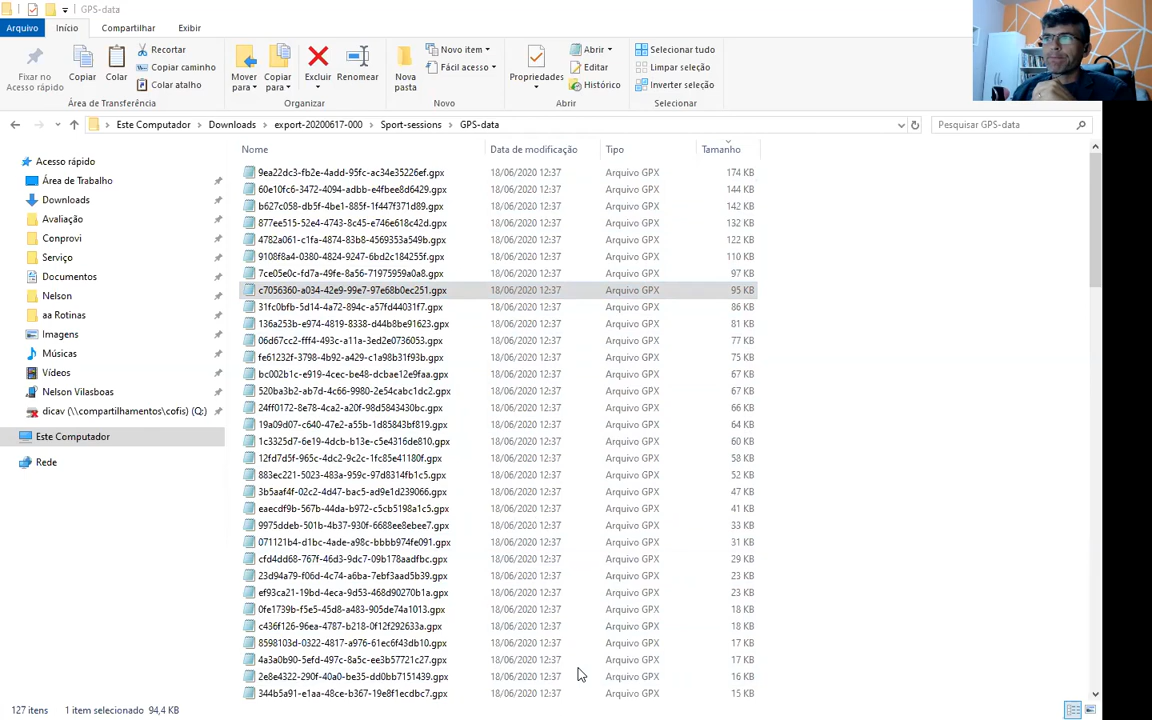 GPS-data
Arquivo Início Compartilhar Exibir
Fixar no Acesso rápido
Copiar
Colar
Recortar
Copiar caminho
Colar atalho
Mover para
Copiar para
Excluir
Renomear
Nova pasta
Novo item
Fácil acesso
Propriedades
Abrir
Editar
Histórico
Selecionar tudo
Limpar seleção
Inverter seleção
Área de Transferência Organizar Novo Abrir Selecionar
Este Computador Downloads export-20200617-000 Sport-sessions GPS-data
Pesquisar GPS-data
Acesso rápido
Área de Trabalho
Downloads
Avaliação
Conprovi
Serviço
Documentos
Nelson
aa Rotinas
Imagens
Músicas
Vídeos
Nelson Vilasboas
dicav (\\compartilhamentos\cofis) (Q:)
Este Computador
Rede
Nome Data de modificação Tipo Tamanho
9ea22dc3-fb2e-4add-95fc-ac34e35226ef.gpx 18/06/2020 12:37 Arquivo GPX 174 KB
60e10fc6-3472-4094-adbb-e4fbee8d6429.gpx 18/06/2020 12:37 Arquivo GPX 144 KB
b627c058-db5f-4be1-885f-1f447f371d89.gpx 18/06/2020 12:37 Arquivo GPX 142 KB
877ee515-52e4-4743-8c45-e746e618c42d.gpx 18/06/2020 12:37 Arquivo GPX 132 KB
4782a061-c1fa-4874-83b8-4569353a549b.gpx 18/06/2020 12:37 Arquivo GPX 122 KB
9108f8a4-0380-4824-9247-6bd2c184255f.gpx 18/06/2020 12:37 Arquivo GPX 110 KB
7ce05e0c-fd7a-49fe-8a56-71975959a0a8.gpx 18/06/2020 12:37 Arquivo GPX 97 KB
c7056360-a034-42e9-99e7-97e68b0ec251.gpx 18/06/2020 12:37 Arquivo GPX 95 KB
31fc0bfb-5d14-4a72-894c-a57fd44031f7.gpx 18/06/2020 12:37 Arquivo GPX 86 KB
136a253b-e974-4819-8338-d44b8be91623.gpx 18/06/2020 12:37 Arquivo GPX 81 KB
06d67cc2-fff4-493c-a11a-3ed2e0736053.gpx 18/06/2020 12:37 Arquivo GPX 77 KB
fe61232f-3798-4b92-a429-c1a98b31f93b.gpx 18/06/2020 12:37 Arquivo GPX 75 KB
bc002b1c-e919-4cec-be48-dcbae12e9faa.gpx 18/06/2020 12:37 Arquivo GPX 67 KB
520ba3b2-ab7d-4c66-9980-2e54cabc1dc2.gpx 18/06/2020 12:37 Arquivo GPX 67 KB
24ff0172-8e78-4ca2-a20f-98d5843430bc.gpx 18/06/2020 12:37 Arquivo GPX 66 KB
19a09d07-c640-47e2-a55b-1d85843bf819.gpx 18/06/2020 12:37 Arquivo GPX 64 KB
1c3325d7-6e19-4dcb-b13e-c5e4316de810.gpx 18/06/2020 12:37 Arquivo GPX 60 KB
12fd7d5f-965c-4dc2-9c2c-1fc85e41180f.gpx 18/06/2020 12:37 Arquivo GPX 58 KB
883ec221-5023-483a-959c-97d8314fb1c5.gpx 18/06/2020 12:37 Arquivo GPX 52 KB
3b5aaf4f-02c2-4d47-bac5-ad9e1d239066.gpx 18/06/2020 12:37 Arquivo GPX 47 KB
eaecdf9b-567b-44da-b972-c5cb5198a1c5.gpx 18/06/2020 12:37 Arquivo GPX 41 KB
9975ddeb-501b-4b37-930f-6688ee8ebee7.gpx 18/06/2020 12:37 Arquivo GPX 33 KB
071121b4-d1bc-4ade-a98c-bbbb974fe091.gpx 18/06/2020 12:37 Arquivo GPX 31 KB
cfd4dd68-767f-46d3-9dc7-09b178aadfbc.gpx 18/06/2020 12:37 Arquivo GPX 29 KB
23d94a79-f06d-4c74-a6ba-7ebf3aad5b39.gpx 18/06/2020 12:37 Arquivo GPX 23 KB
ef93ca21-19bd-4eca-9d53-468d90270b1a.gpx 18/06/2020 12:37 Arquivo GPX 23 KB
0fe1739b-f5e5-45d8-a483-905de74a1013.gpx 18/06/2020 12:37 Arquivo GPX 18 KB
c436f126-96ea-4787-b218-0f12f292633a.gpx 18/06/2020 12:37 Arquivo GPX 18 KB
8598103d-0322-4817-a976-61ec6f43db10.gpx 18/06/2020 12:37 Arquivo GPX 17 KB
4a3a0b90-5efd-497c-8a5c-ee3b57721c27.gpx 18/06/2020 12:37 Arquivo GPX 17 KB
2e8e4322-290f-40a0-be35-dd0bb7151439.gpx 18/06/2020 12:37 Arquivo GPX 16 KB
344b5a91-e1aa-48ce-b367-19e8f1ecdbc7.gpx 18/06/2020 12:37 Arquivo GPX 15 KB
127 itens 1 item selecionado 94,4 KB